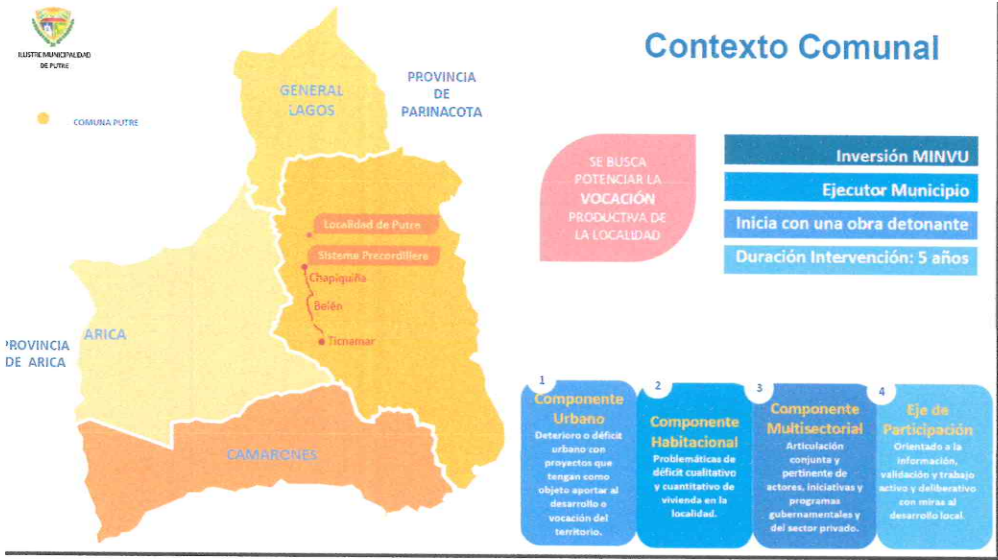 ILUSTRE MUNICIPALIDAD
DE PUTRE
COMUNA PUTRE
GENERAL
LAGOS
PROVINCIA
DE
PARINACOTA
Localidad de Putre
Sistema Precordillera
Chapiquiña
Belén
Ticnamar
ARICA
PROVINCIA
DE ARICA
CAMARONES
Contexto Comunal
SE BUSCA
POTENCIAR LA
VOCACIÓN
PRODUCTIVA DE
LA LOCALIDAD
Inversión MINVU
Ejecutor Municipio
Inicia con una obra detonante
Duración Intervención: 5 años
1
Componente
Urbano
Deterioro o déficit
urbano con
proyectos que
tengan como
objeto aportar al
desarrollo o
vocación del
territorio.
2
Componente
Habitacional
Problemáticas de
déficit cualitativo
y cuantitativo de
vivienda en la
localidad.
3
Componente
Multisectorial
Articulación
conjunta y
pertinente de
actores, iniciativas y
programas
gubernamentales y
del sector privado.
4
Eje de
Participación
Orientado a la
información,
validación y trabajo
activo y deliberativo
con miras al
desarrollo local.